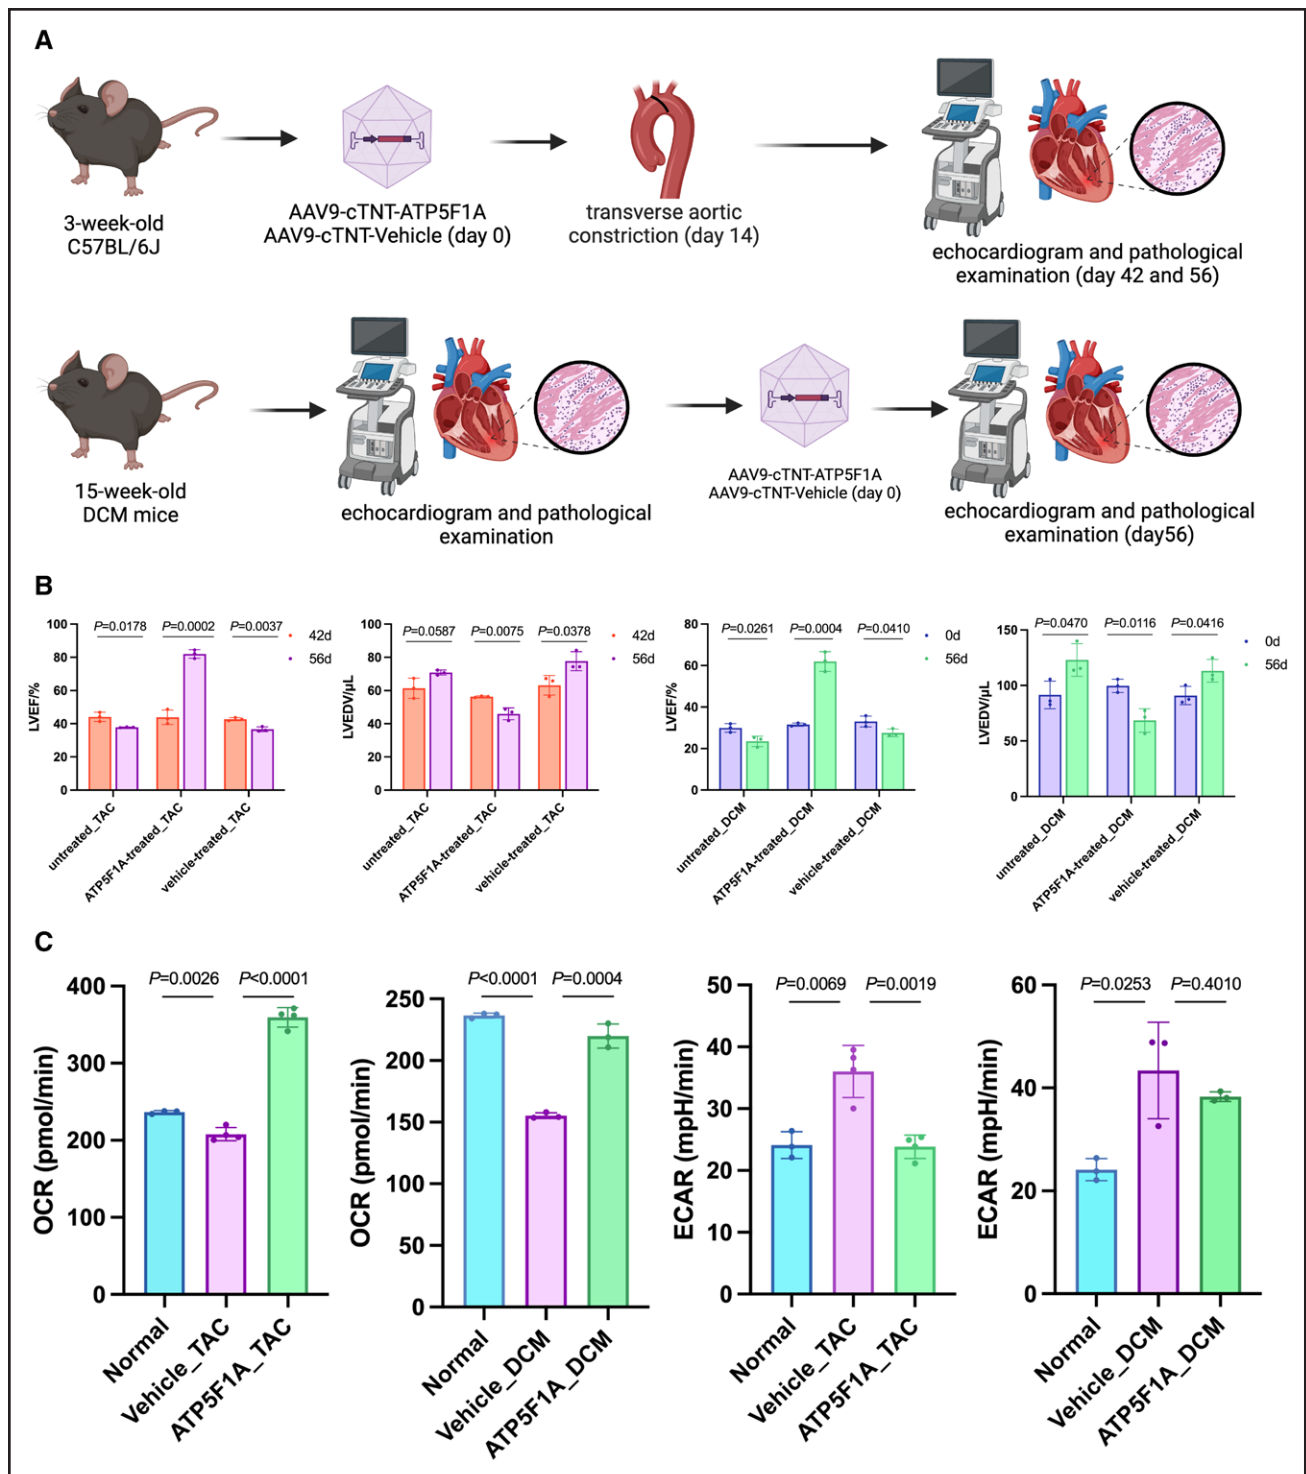 A
3-week-old
C57BL/6J
AAV9-cTNT-ATP5F1A
AAV9-cTNT-Vehicle (day 0)
transverse aortic
constriction (day 14)
echocardiogram and pathological
examination (day 42 and 56)
15-week-old
DCM mice
echocardiogram and pathological
examination
AAV9-cTNT-ATP5F1A
AAV9-cTNT-Vehicle (day 0)
echocardiogram and pathological
examination (day56)
B
LVEF/%
100
80
60
40
20
0
P=0.0178
P=0.0002
P=0.0037
42d
56d
untreated_TAC
ATP5F1A-treated_TAC
vehicle-treated_TAC
LVEDV/μL
100
80
60
40
20
0
P=0.0587
P=0.0075
P=0.0378
42d
56d
untreated_TAC
ATP5F1A-treated_TAC
vehicle-treated_TAC
LVEF/%
80
60
40
20
0
P=0.0261
P=0.0004
P=0.0410
0d
56d
untreated_DCM
ATP5F1A-treated_DCM
vehicle-treated_DCM
LVEDV/μL
150
100
50
0
P=0.0470
P=0.0116
P=0.0416
0d
56d
untreated_DCM
ATP5F1A-treated_DCM
vehicle-treated_DCM
C
OCR (pmol/min)
400
300
200
100
0
P=0.0026
P<0.0001
Normal
Vehicle_TAC
ATP5F1A_TAC
OCR (pmol/min)
250
200
150
100
50
0
P<0.0001
P=0.0004
Normal
Vehicle_DCM
ATP5F1A_DCM
ECAR (mpH/min)
50
40
30
20
10
0
P=0.0069
P=0.0019
Normal
Vehicle_TAC
ATP5F1A_TAC
ECAR (mpH/min)
60
40
20
0
P=0.0253
P=0.4010
Normal
Vehicle_DCM
ATP5F1A_DCM